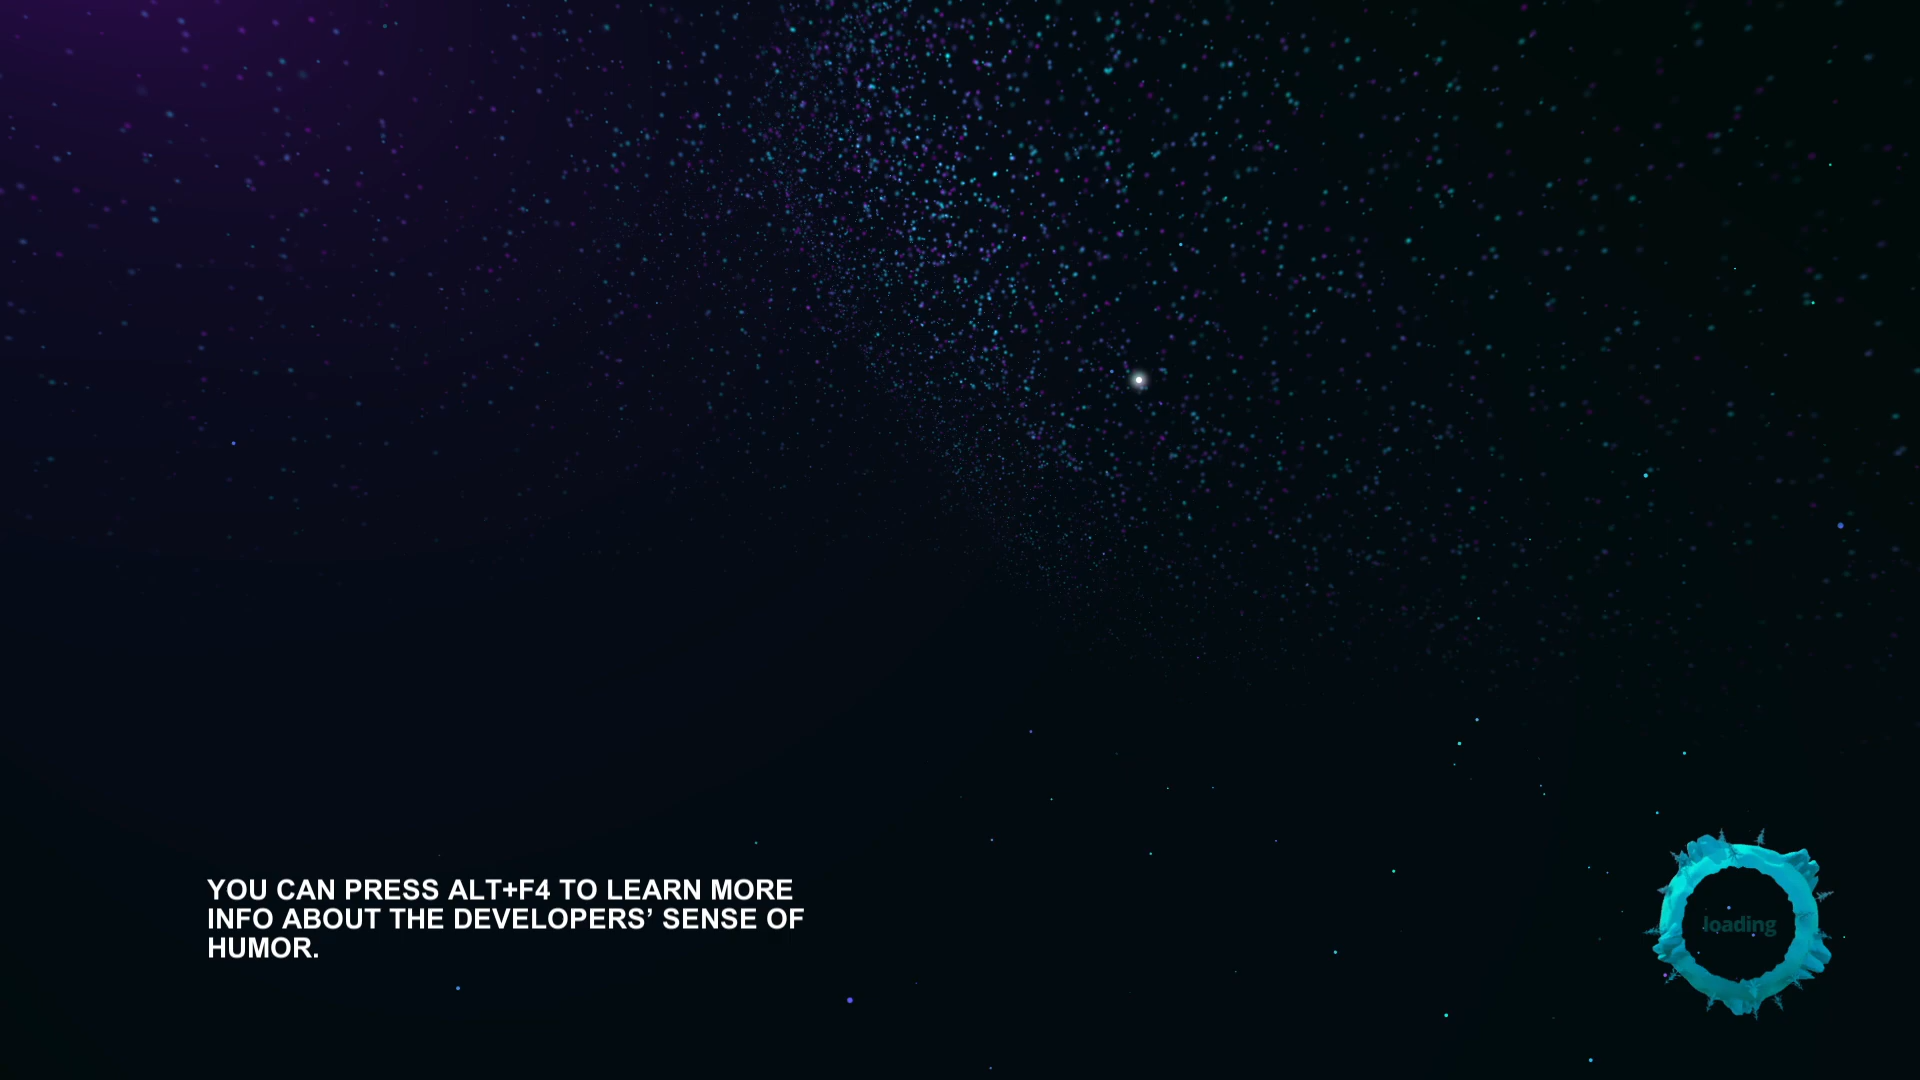 YOU CAN PRESS ALT+F4 TO LEARN MORE
INFO ABOUT THE DEVELOPERS’ SENSE OF
HUMOR.
loading